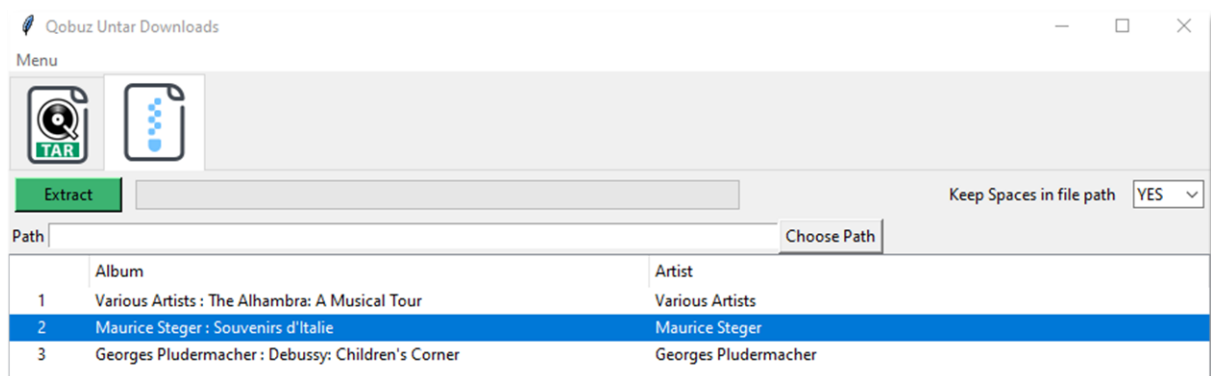 Qobuz Untar Downloads
Menu
TAR
Extract Keep Spaces in file path YES
Path Choose Path
Album Artist
1 Various Artists : The Alhambra: A Musical Tour Various Artists
2 Maurice Steger : Souvenirs d'Italie Maurice Steger
3 Georges Pludermacher : Debussy: Children's Corner Georges Pludermacher